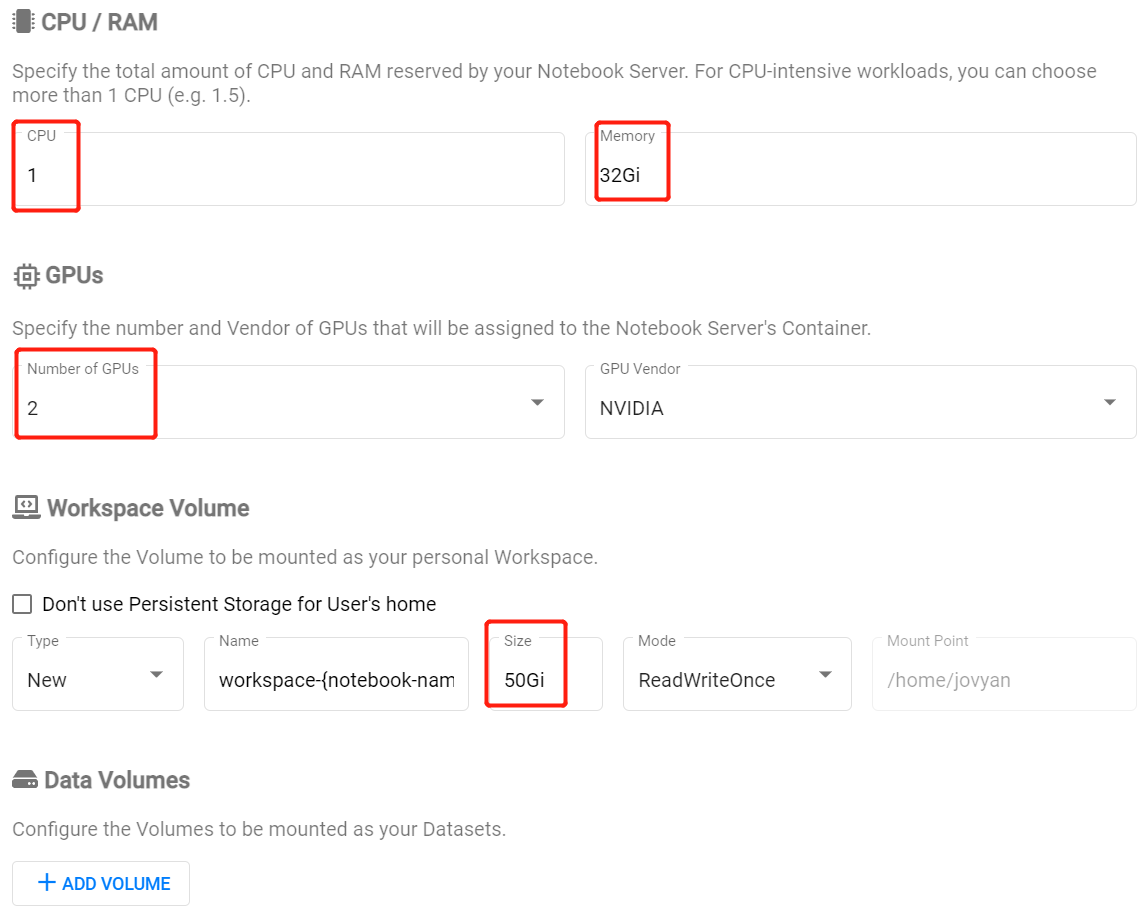 CPU / RAM
Specify the total amount of CPU and RAM reserved by your Notebook Server. For CPU-intensive workloads, you can choose
more than 1 CPU (e.g. 1.5).
CPU
1
Memory
32Gi
GPUs
Specify the number and Vendor of GPUs that will be assigned to the Notebook Server's Container.
Number of GPUs
2
GPU Vendor
NVIDIA
Workspace Volume
Configure the Volume to be mounted as your personal Workspace.
Don't use Persistent Storage for User's home
Type
New
Name
workspace-{notebook-nam
Size
50Gi
Mode
ReadWriteOnce
Mount Point
/home/jovyan
Data Volumes
Configure the Volumes to be mounted as your Datasets.
+ ADD VOLUME